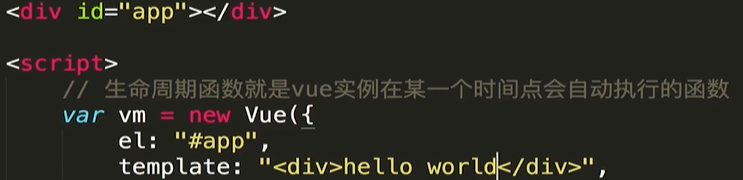 <div id="app"></div>
<script>
// 生命周期函数就是vue实例在某一个时间点会自动执行的函数
var vm = new Vue({
el: "#app",
template: "<div>hello world</div>",